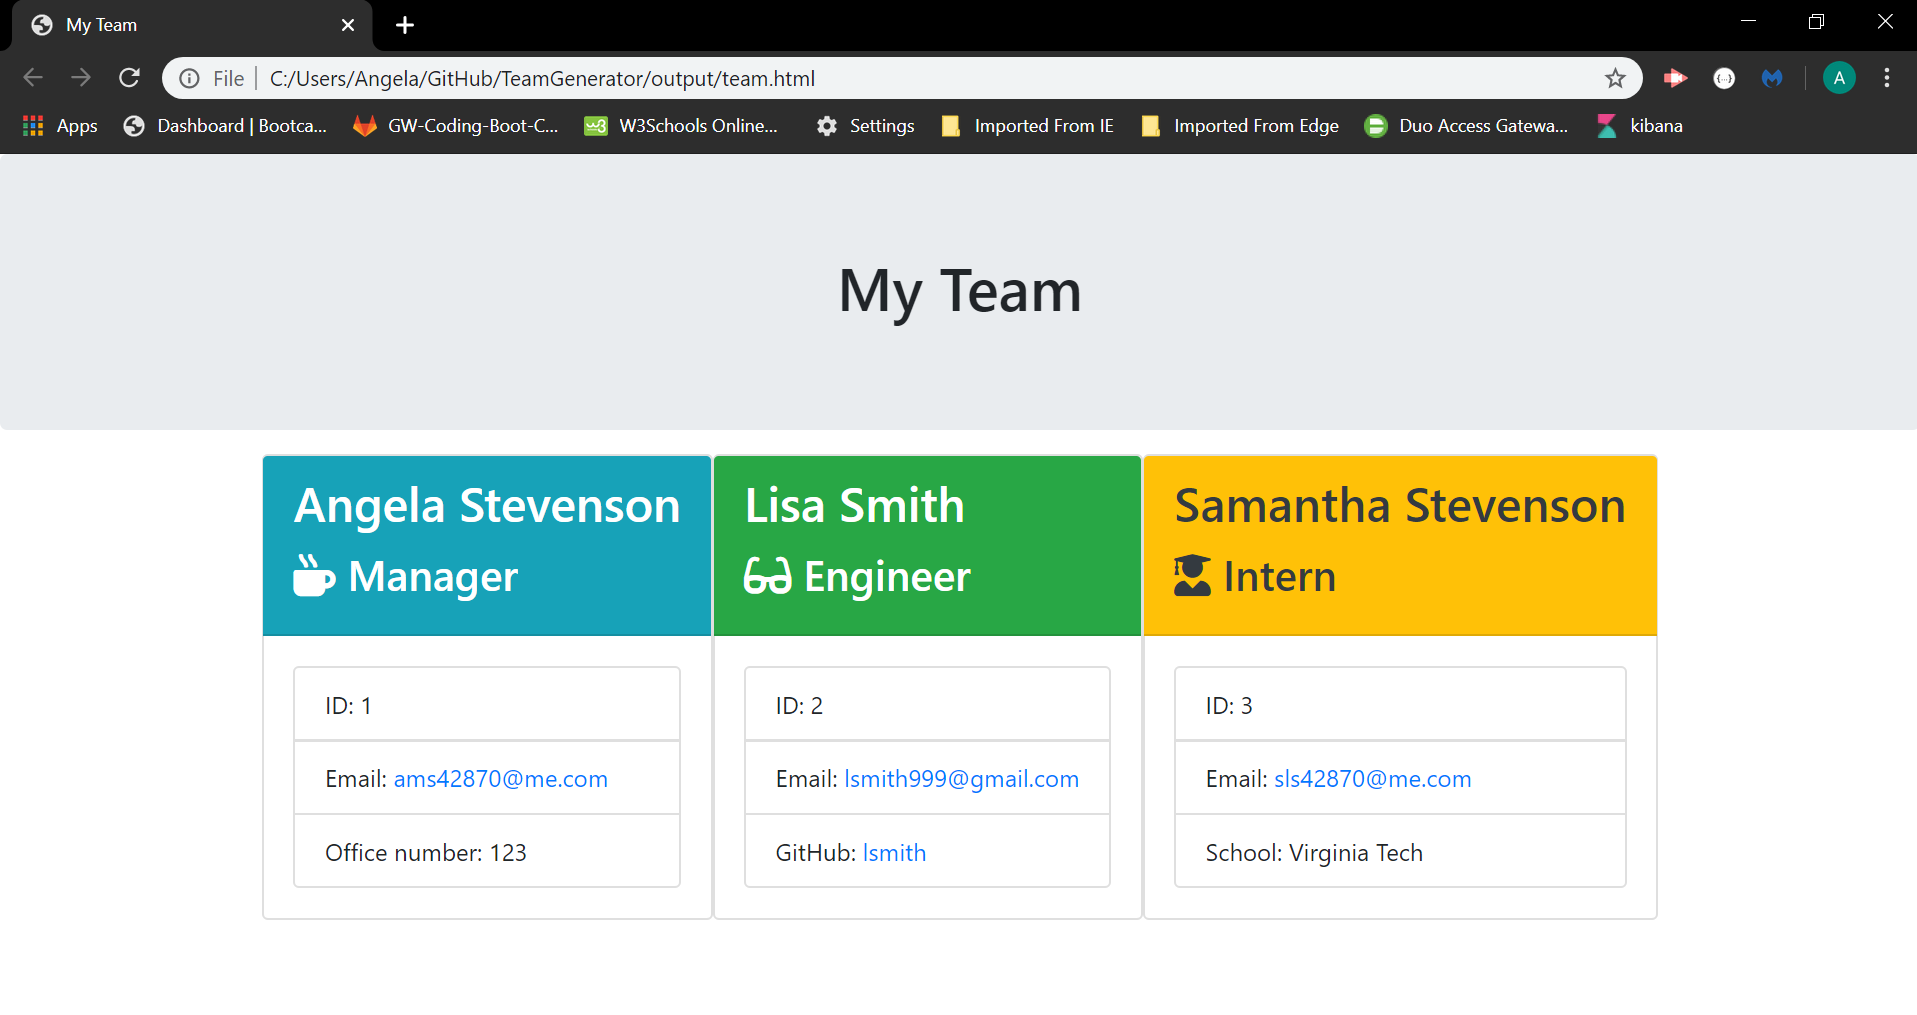 My Team
File C:/Users/Angela/GitHub/TeamGenerator/output/team.html A
Apps Dashboard | Bootca... GW-Coding-Boot-C... w3 W3Schools Online... Settings Imported From IE Imported From Edge Duo Access Gatewa... kibana
My Team
Angela Stevenson
Manager
ID: 1
Email: ams42870@me.com
Office number: 123
Lisa Smith
Engineer
ID: 2
Email: lsmith999@gmail.com
GitHub: lsmith
Samantha Stevenson
Intern
ID: 3
Email: sls42870@me.com
School: Virginia Tech